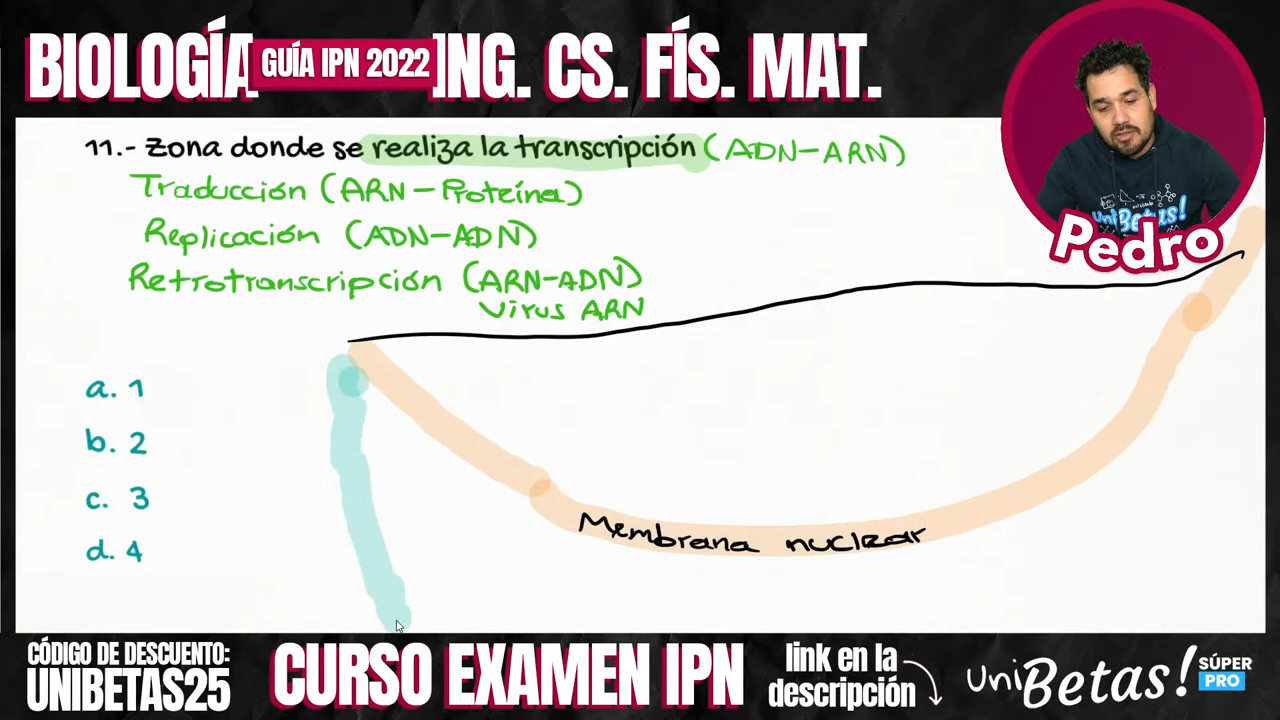 BIOLOGÍA[GUÍA IPN 2022]ING. CS. FÍS. MAT.
11.- Zona donde se realiza la transcripción (ADN-ARN)
Traducción (ARN-Proteína)
Replicación (ADN-ADN)
Retrotranscripción (ARN-ADN)
Virus ARN
UniBetas!
Pedro
a. 1
b. 2
c. 3
d. 4
Membrana nuclear
CÓDIGO DE DESCUENTO:
UNIBETAS25
CURSO EXAMEN IPN
link en la
descripción
UniBetas!
SÚPER
PRO